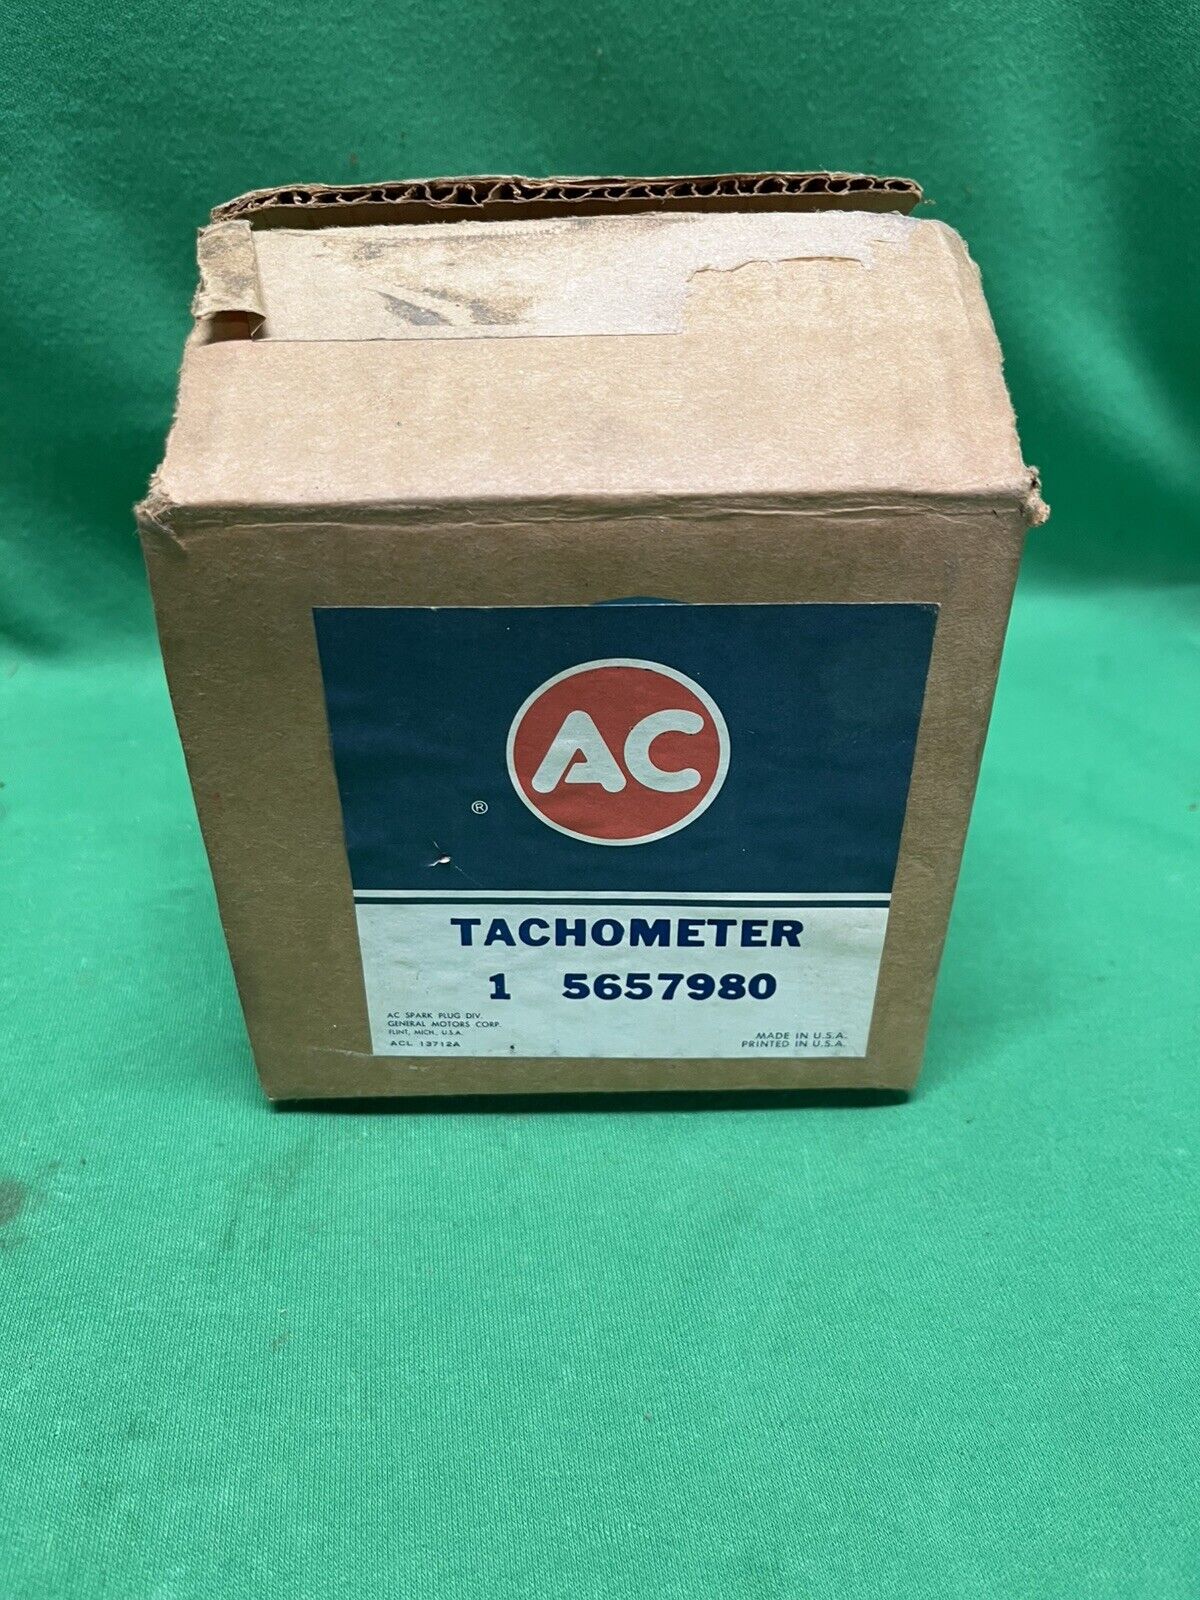 AC
®
TACHOMETER
1 5657980
AC SPARK PLUG DIV.
GENERAL MOTORS CORP.
FLINT, MICH., U.S.A.
ACL 13712A
MADE IN U.S.A.
PRINTED IN U.S.A.